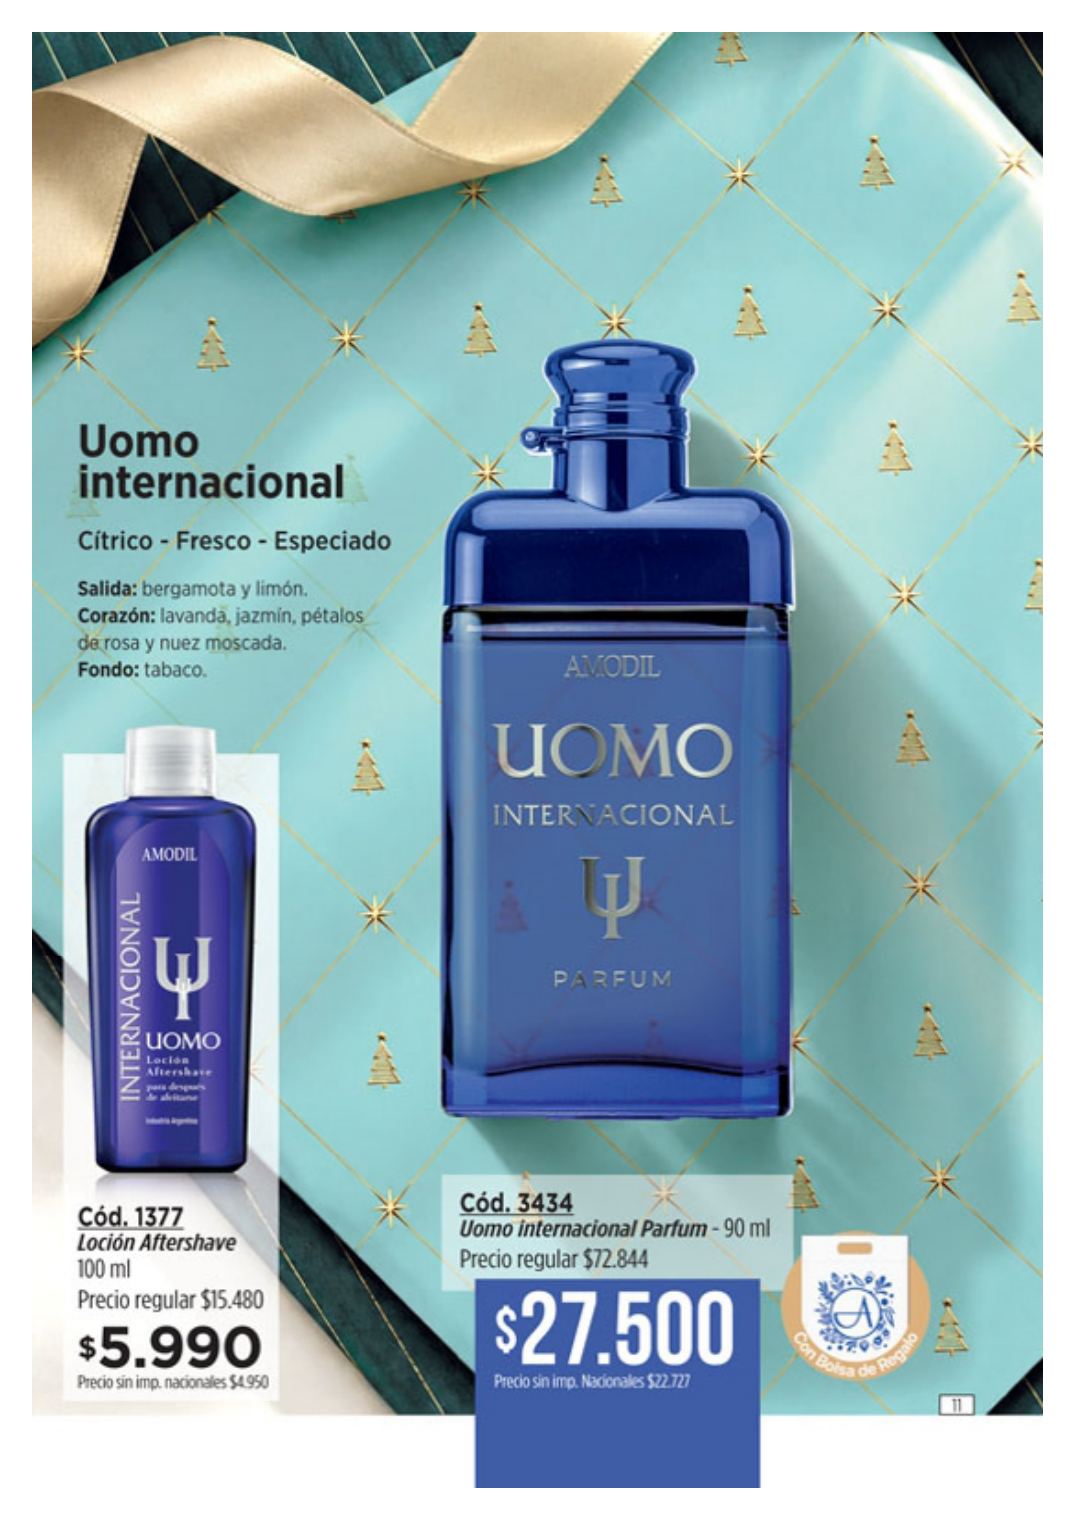 Uomo
internacional
Cítrico - Fresco - Especiado
Salida: bergamota y limón.
Corazón: lavanda, jazmín, pétalos
de rosa y nuez moscada.
Fondo: tabaco.
AMODIL
UOMO
INTERNACIONAL
PARFUM
AMODIL
INTERNACIONAL
UOMO
Loción
Aftershave
para después
de afeitarse
Industria Argentina
Cód. 1377
Loción Aftershave
100 ml
Precio regular $15.480
$5.990
Precio sin imp. nacionales $4.950
Cód. 3434
Uomo internacional Parfum - 90 ml
Precio regular $72.844
$27.500
Precio sin imp. Nacionales $22.727
A
Con Bolsa de Regalo
11